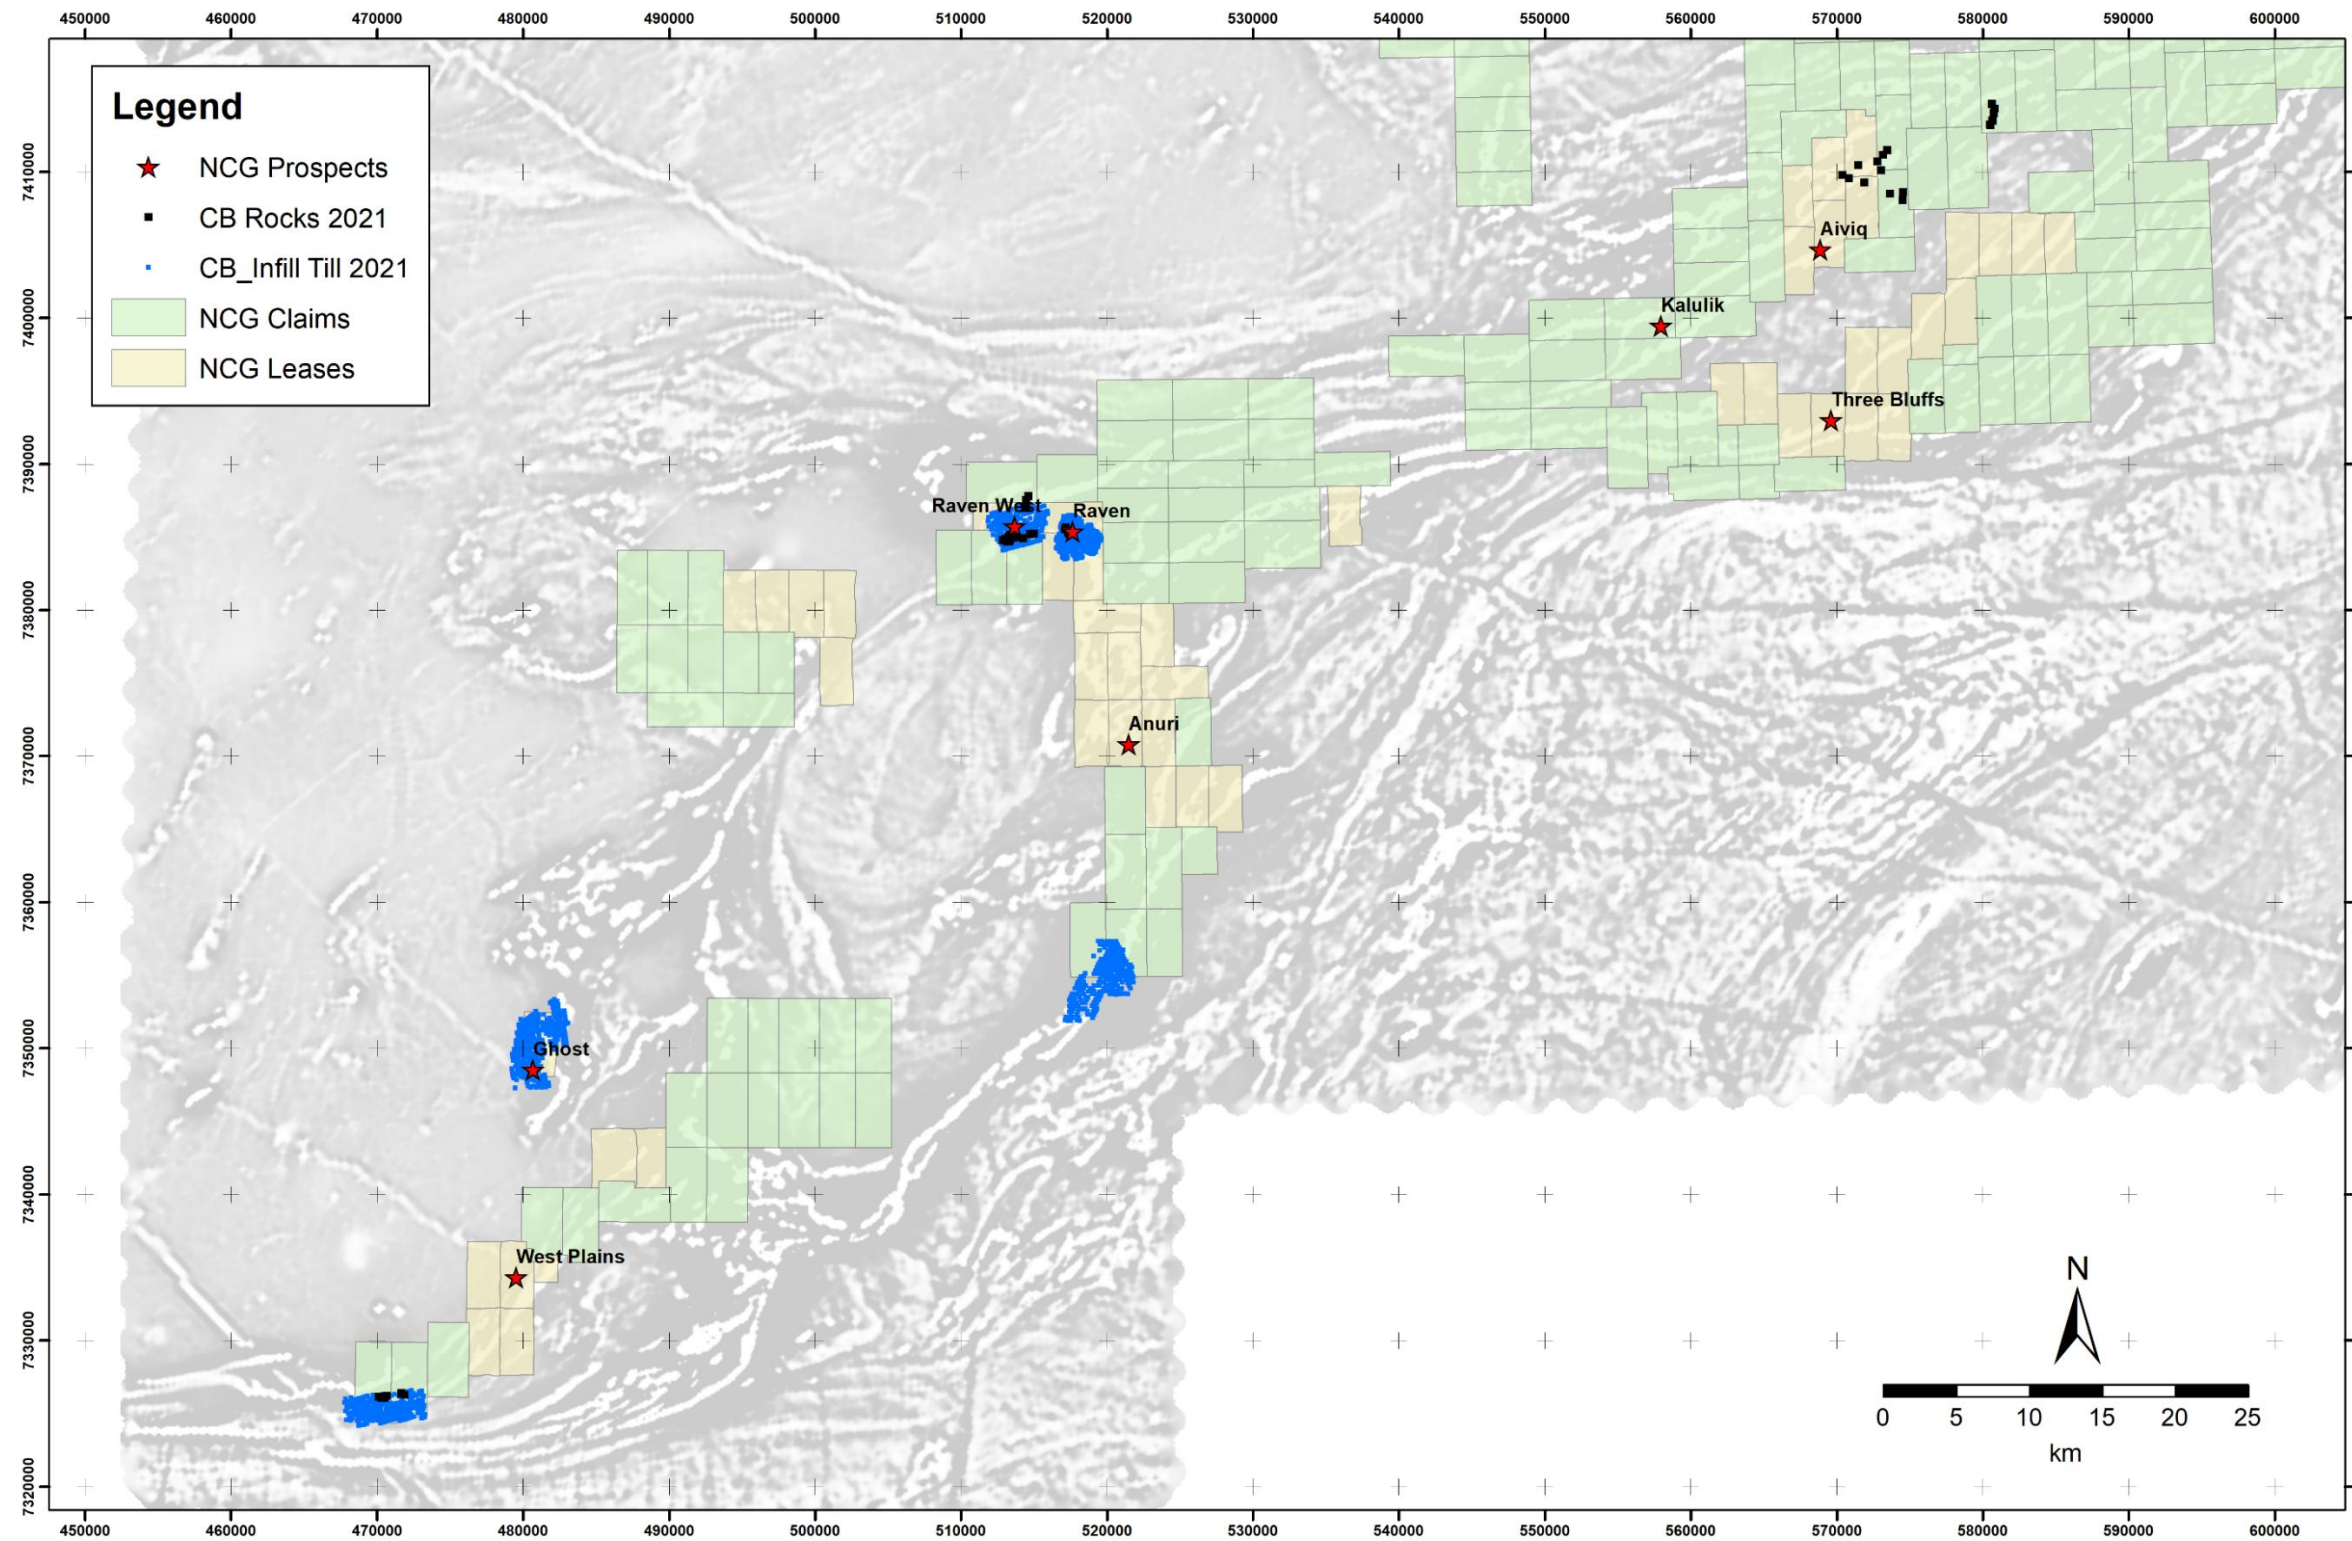 450000 460000 470000 480000 490000 500000 510000 520000 530000 540000 550000 560000 570000 580000 590000 600000
Legend
NCG Prospects
CB Rocks 2021
CB_Infill Till 2021
NCG Claims
NCG Leases
7410000
7400000
7390000
7380000
7370000
7360000
7350000
7340000
7330000
7320000
Aiviq
Kalulik
Three Bluffs
Raven West
Raven
Anuri
Ghost
West Plains
N
0 5 10 15 20 25
km
450000 460000 470000 480000 490000 500000 510000 520000 530000 540000 550000 560000 570000 580000 590000 600000